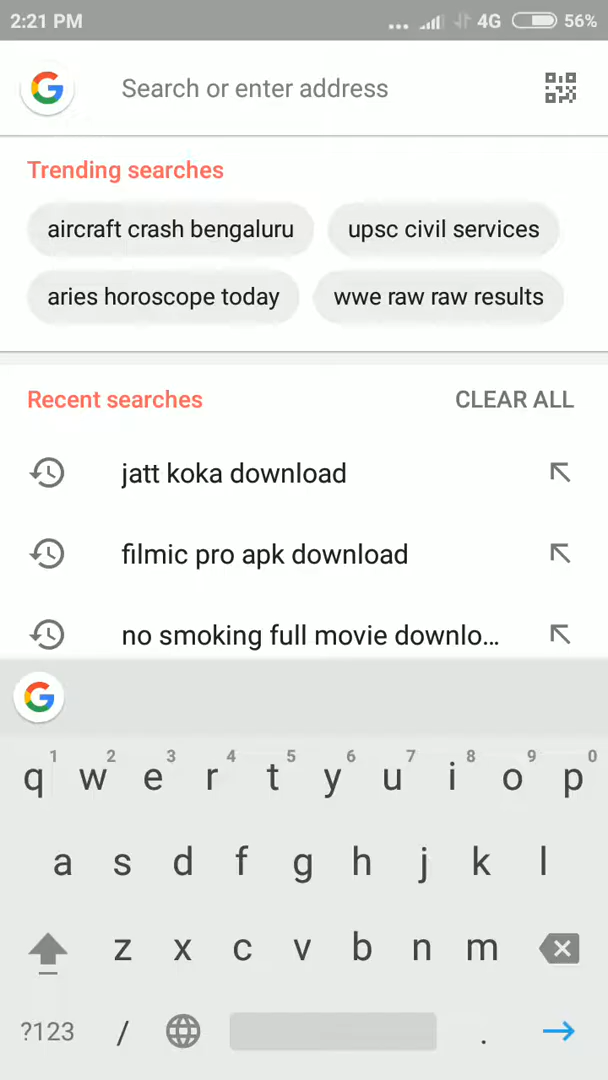 2:21 PM ... 4G 56%
Search or enter address
Trending searches
aircraft crash bengaluru upsc civil services
aries horoscope today wwe raw raw results
Recent searches CLEAR ALL
jatt koka download
filmic pro apk download
no smoking full movie downlo...
1 2 3 4 5 6 7 8 9 0
q w e r t y u i o p
a s d f g h j k l
z x c v b n m
?123 / .